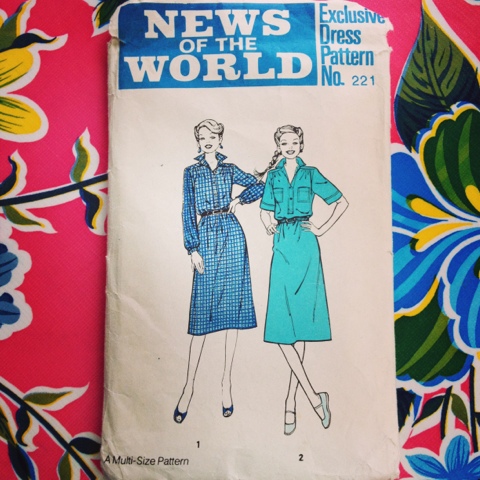 NEWS
OF THE
WORLD
Exclusive
Dress
Pattern
No. 221
1
2
A Multi-Size Pattern